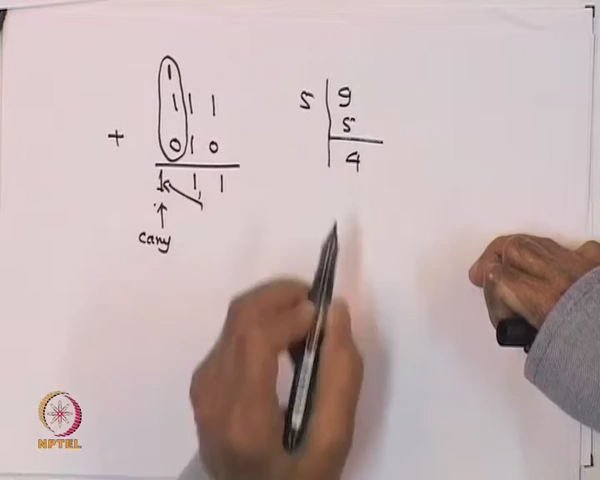 1
1 1 1
+ 0 1 0
1 1 1
carry
5 9
5
4
NPTEL